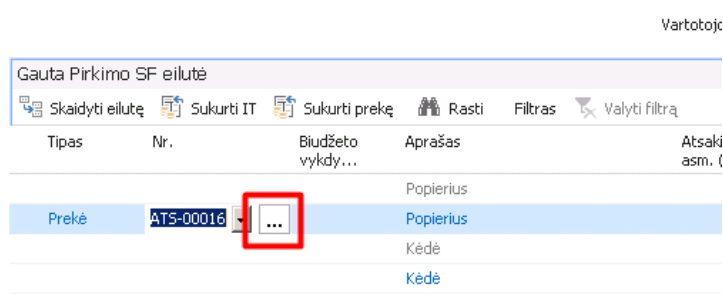 Vartotojo
Gauta Pirkimo SF eilutė
Skaidyti eilutę Sukurti IT Sukurti prekę Rasti Filtras Valyti filtrą
Tipas Nr. Biudžeto vykdy... Aprašas Atsaki asm. (
Popierius
Prekė ATS-00016 ... Popierius
Kėdė
Kėdė